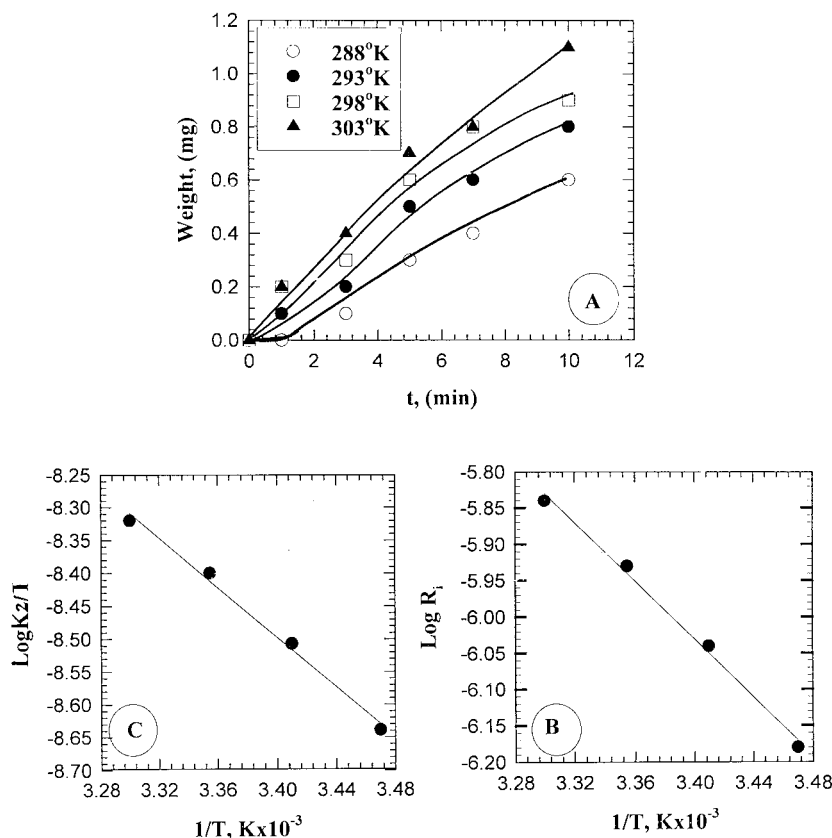 1.2
1.0
0.8
0.6
0.4
0.2
0.0
Weight, (mg)
288°K
293°K
298°K
303°K
A
0 2 4 6 8 10 12
t, (min)
-8.25
-8.30
-8.35
-8.40
-8.45
-8.50
-8.55
-8.60
-8.65
-8.70
LogK2/T
C
3.28 3.32 3.36 3.40 3.44 3.48
1/T, Kx10⁻³
-5.80
-5.85
-5.90
-5.95
-6.00
-6.05
-6.10
-6.15
-6.20
Log Ri
B
3.28 3.32 3.36 3.40 3.44 3.48
1/T, Kx10⁻³